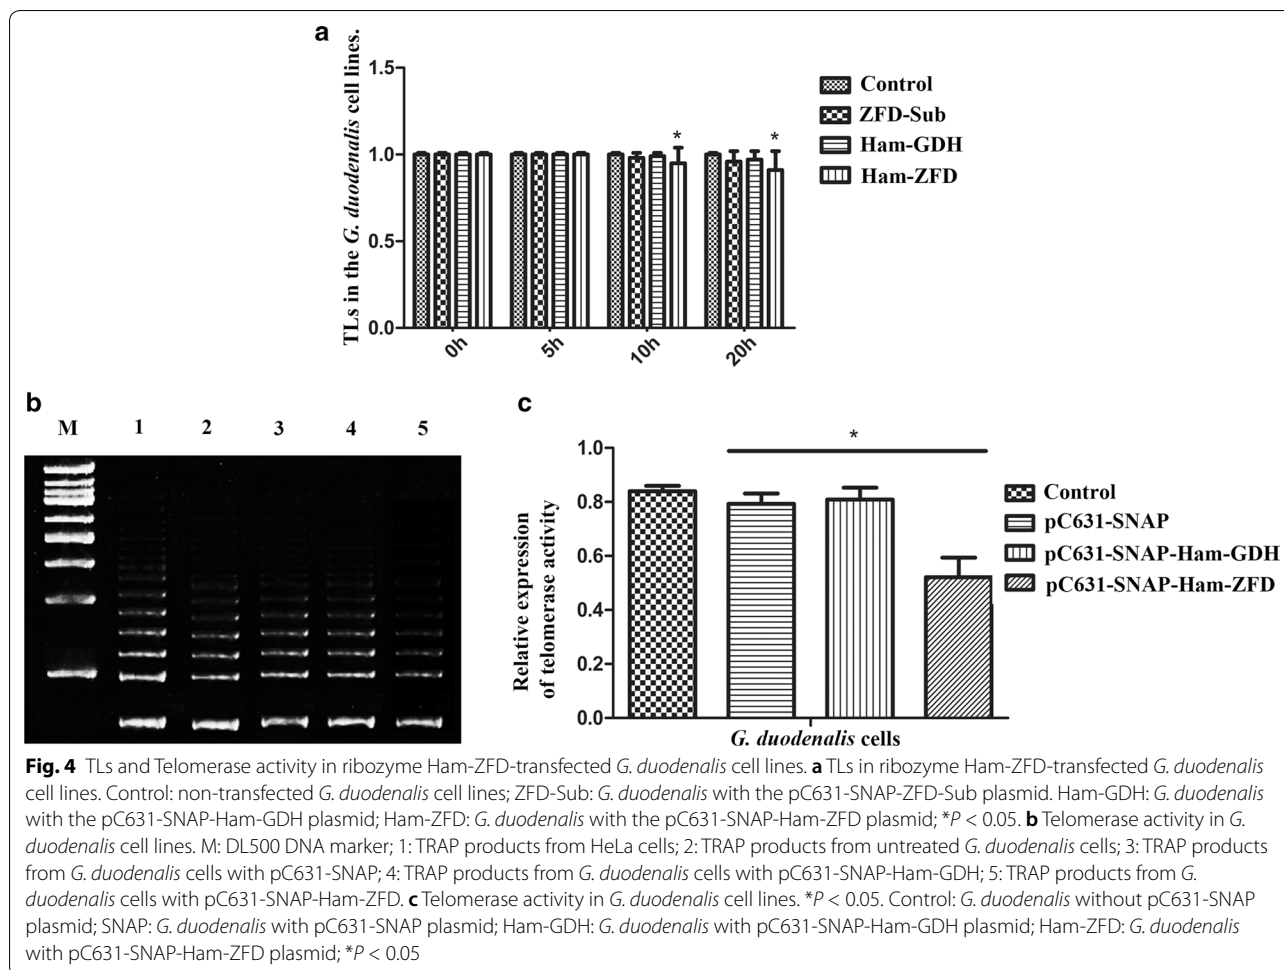 a
TLs in the G. duodenalis cell lines.
1.5
1.0
0.5
0.0
*
*
0h
5h
10h
20h
Control
ZFD-Sub
Ham-GDH
Ham-ZFD
b
M 1 2 3 4 5
c
Relative expression
of telomerase activity
1.0
0.8
0.6
0.4
0.2
0.0
*
G. duodenalis cells
Control
pC631-SNAP
pC631-SNAP-Ham-GDH
pC631-SNAP-Ham-ZFD
Fig. 4 TLs and Telomerase activity in ribozyme Ham-ZFD-transfected G. duodenalis cell lines. a TLs in ribozyme Ham-ZFD-transfected G. duodenalis
cell lines. Control: non-transfected G. duodenalis cell lines; ZFD-Sub: G. duodenalis with the pC631-SNAP-ZFD-Sub plasmid. Ham-GDH: G. duodenalis
with the pC631-SNAP-Ham-GDH plasmid; Ham-ZFD: G. duodenalis with the pC631-SNAP-Ham-ZFD plasmid; *P < 0.05. b Telomerase activity in G.
duodenalis cell lines. M: DL500 DNA marker; 1: TRAP products from HeLa cells; 2: TRAP products from untreated G. duodenalis cells; 3: TRAP products
from G. duodenalis cells with pC631-SNAP; 4: TRAP products from G. duodenalis cells with pC631-SNAP-Ham-GDH; 5: TRAP products from G.
duodenalis cells with pC631-SNAP-Ham-ZFD. c Telomerase activity in G. duodenalis cell lines. *P < 0.05. Control: G. duodenalis without pC631-SNAP
plasmid; SNAP: G. duodenalis with pC631-SNAP plasmid; Ham-GDH: G. duodenalis with pC631-SNAP-Ham-GDH plasmid; Ham-ZFD: G. duodenalis
with pC631-SNAP-Ham-ZFD plasmid; *P < 0.05